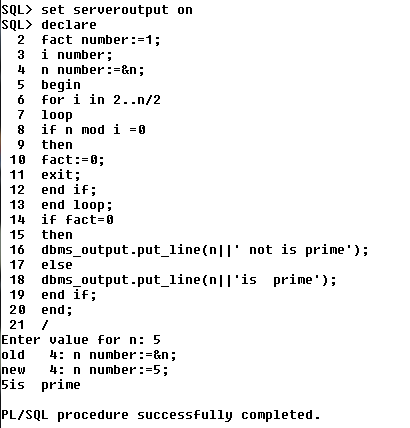 SQL> set serveroutput on
SQL> declare
  2  fact number:=1;
  3  i number;
  4  n number:=&n;
  5  begin
  6  for i in 2..n/2
  7  loop
  8  if n mod i =0
  9  then
 10  fact:=0;
 11  exit;
 12  end if;
 13  end loop;
 14  if fact=0
 15  then
 16  dbms_output.put_line(n||' not is prime');
 17  else
 18  dbms_output.put_line(n||'is  prime');
 19  end if;
 20  end;
 21  /
Enter value for n: 5
old   4: n number:=&n;
new   4: n number:=5;
5is  prime
PL/SQL procedure successfully completed.